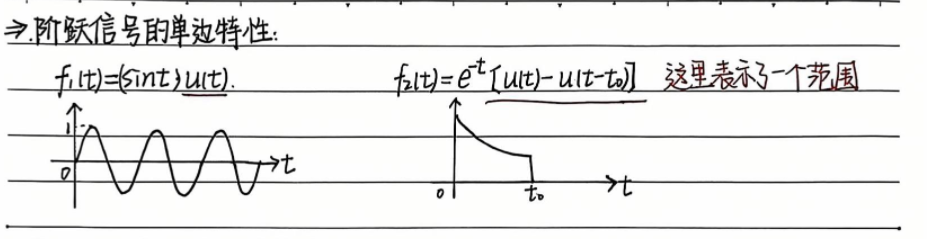 ⇒.阶跃信号的单边特性:
f₁(t)=(sint)u(t). f₂(t)=e⁻ᵗ[u(t)-u(t-t₀)] 这里表示了一个范围
1
0 t
0 t₀ t